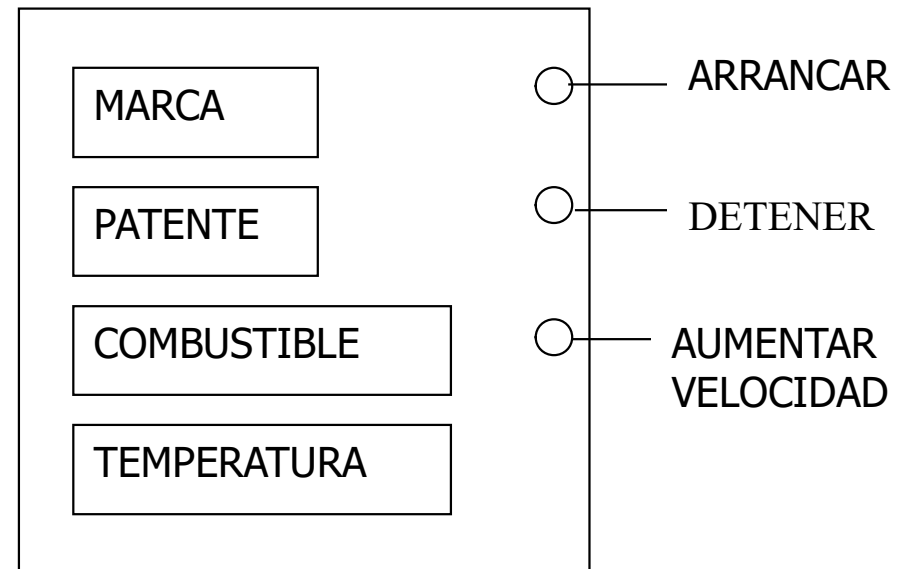 MARCA
ARRANCAR
PATENTE
DETENER
COMBUSTIBLE
AUMENTAR
VELOCIDAD
TEMPERATURA